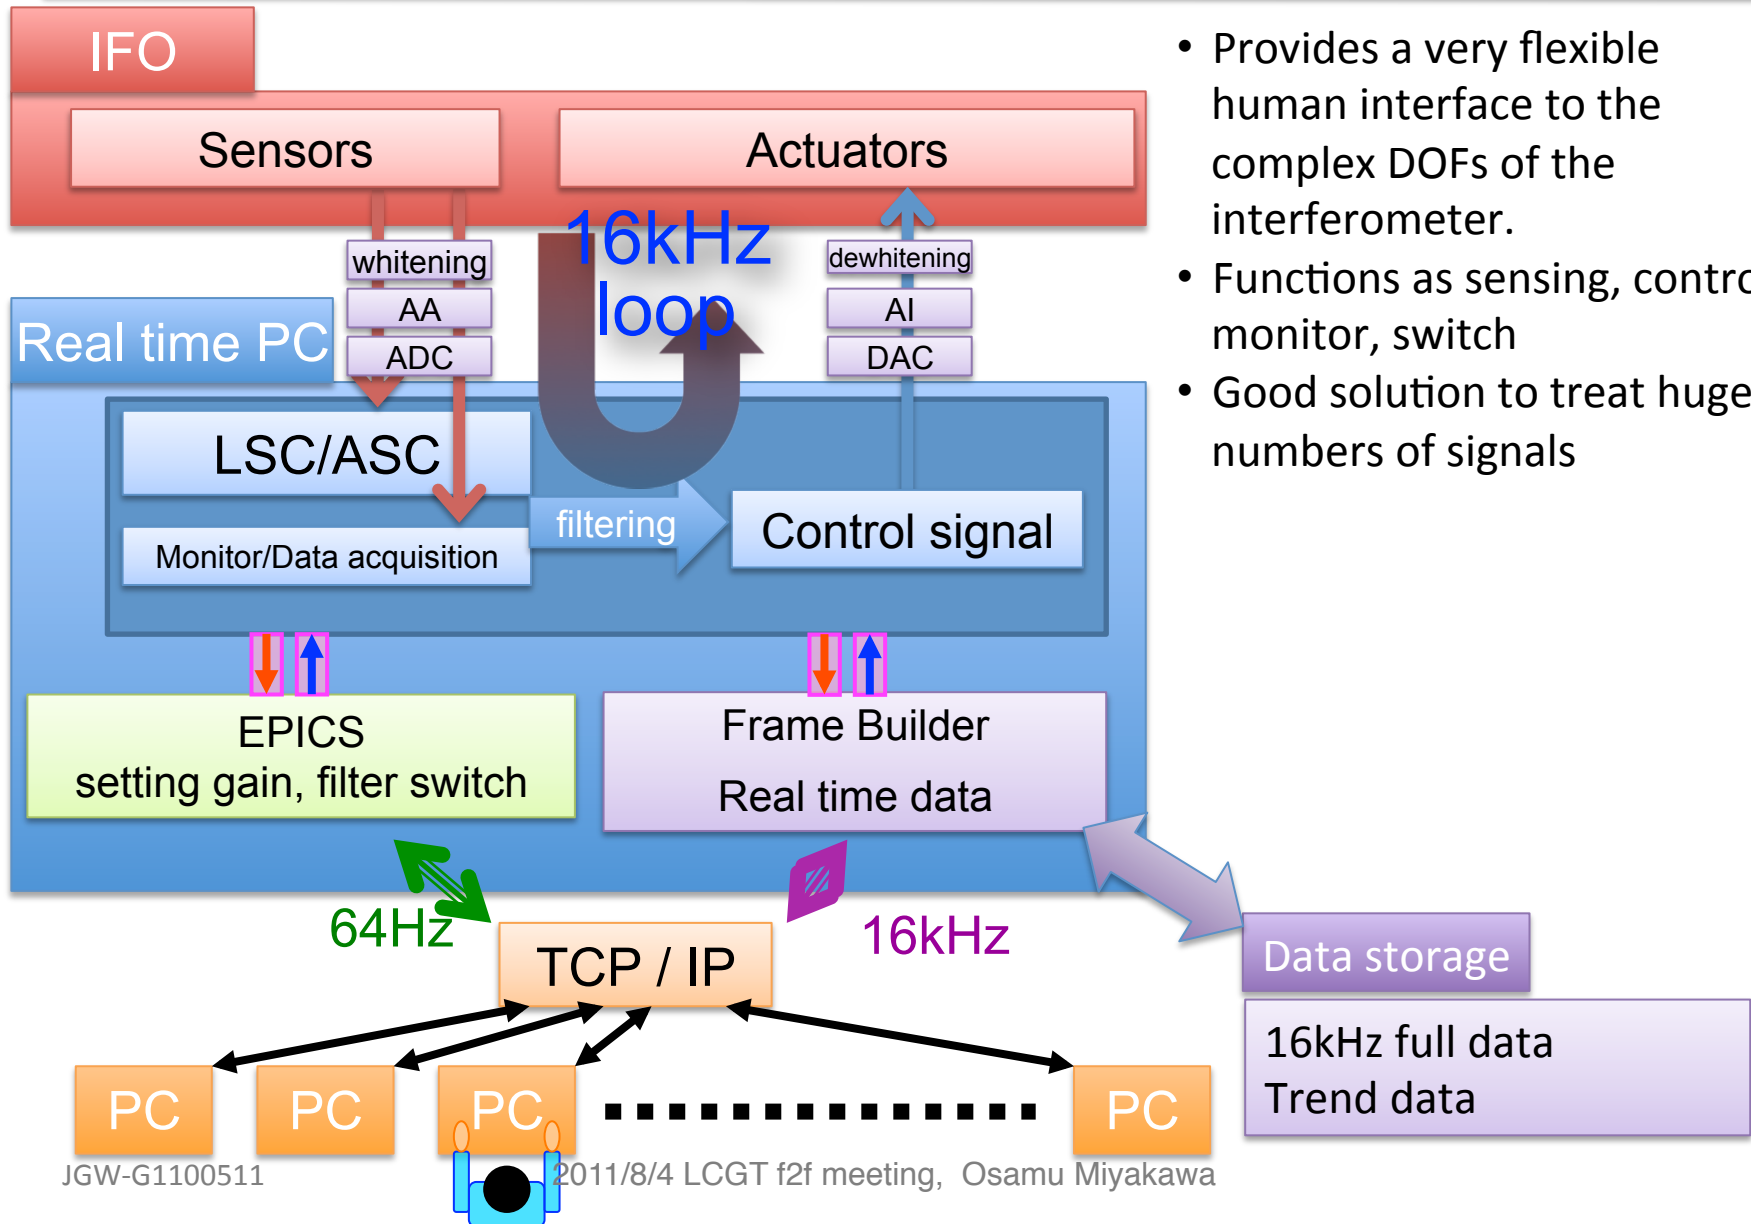 IFO
Sensors
Actuators
16kHz
loop
whitening
AA
ADC
dewhitening
AI
DAC
Real time PC
LSC/ASC
Monitor/Data acquisition
filtering
Control signal
EPICS
setting gain, filter switch
Frame Builder
Real time data
64Hz
16kHz
TCP / IP
PC
PC
PC
PC
Data storage
16kHz full data
Trend data
• Provides a very flexible
human interface to the
complex DOFs of the
interferometer.
• Functions as sensing, contro
monitor, switch
• Good solution to treat huge
numbers of signals
JGW-G1100511
2011/8/4 LCGT f2f meeting, Osamu Miyakawa